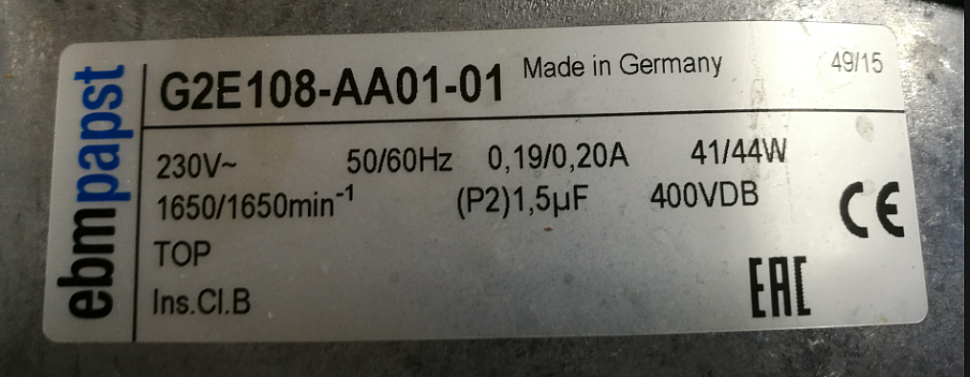 ebmpapst
G2E108-AA01-01 Made in Germany 49/15
230V~ 50/60Hz 0,19/0,20A 41/44W
1650/1650min⁻¹ (P2)1,5µF 400VDB
TOP
Ins.Cl.B
CE
EAC